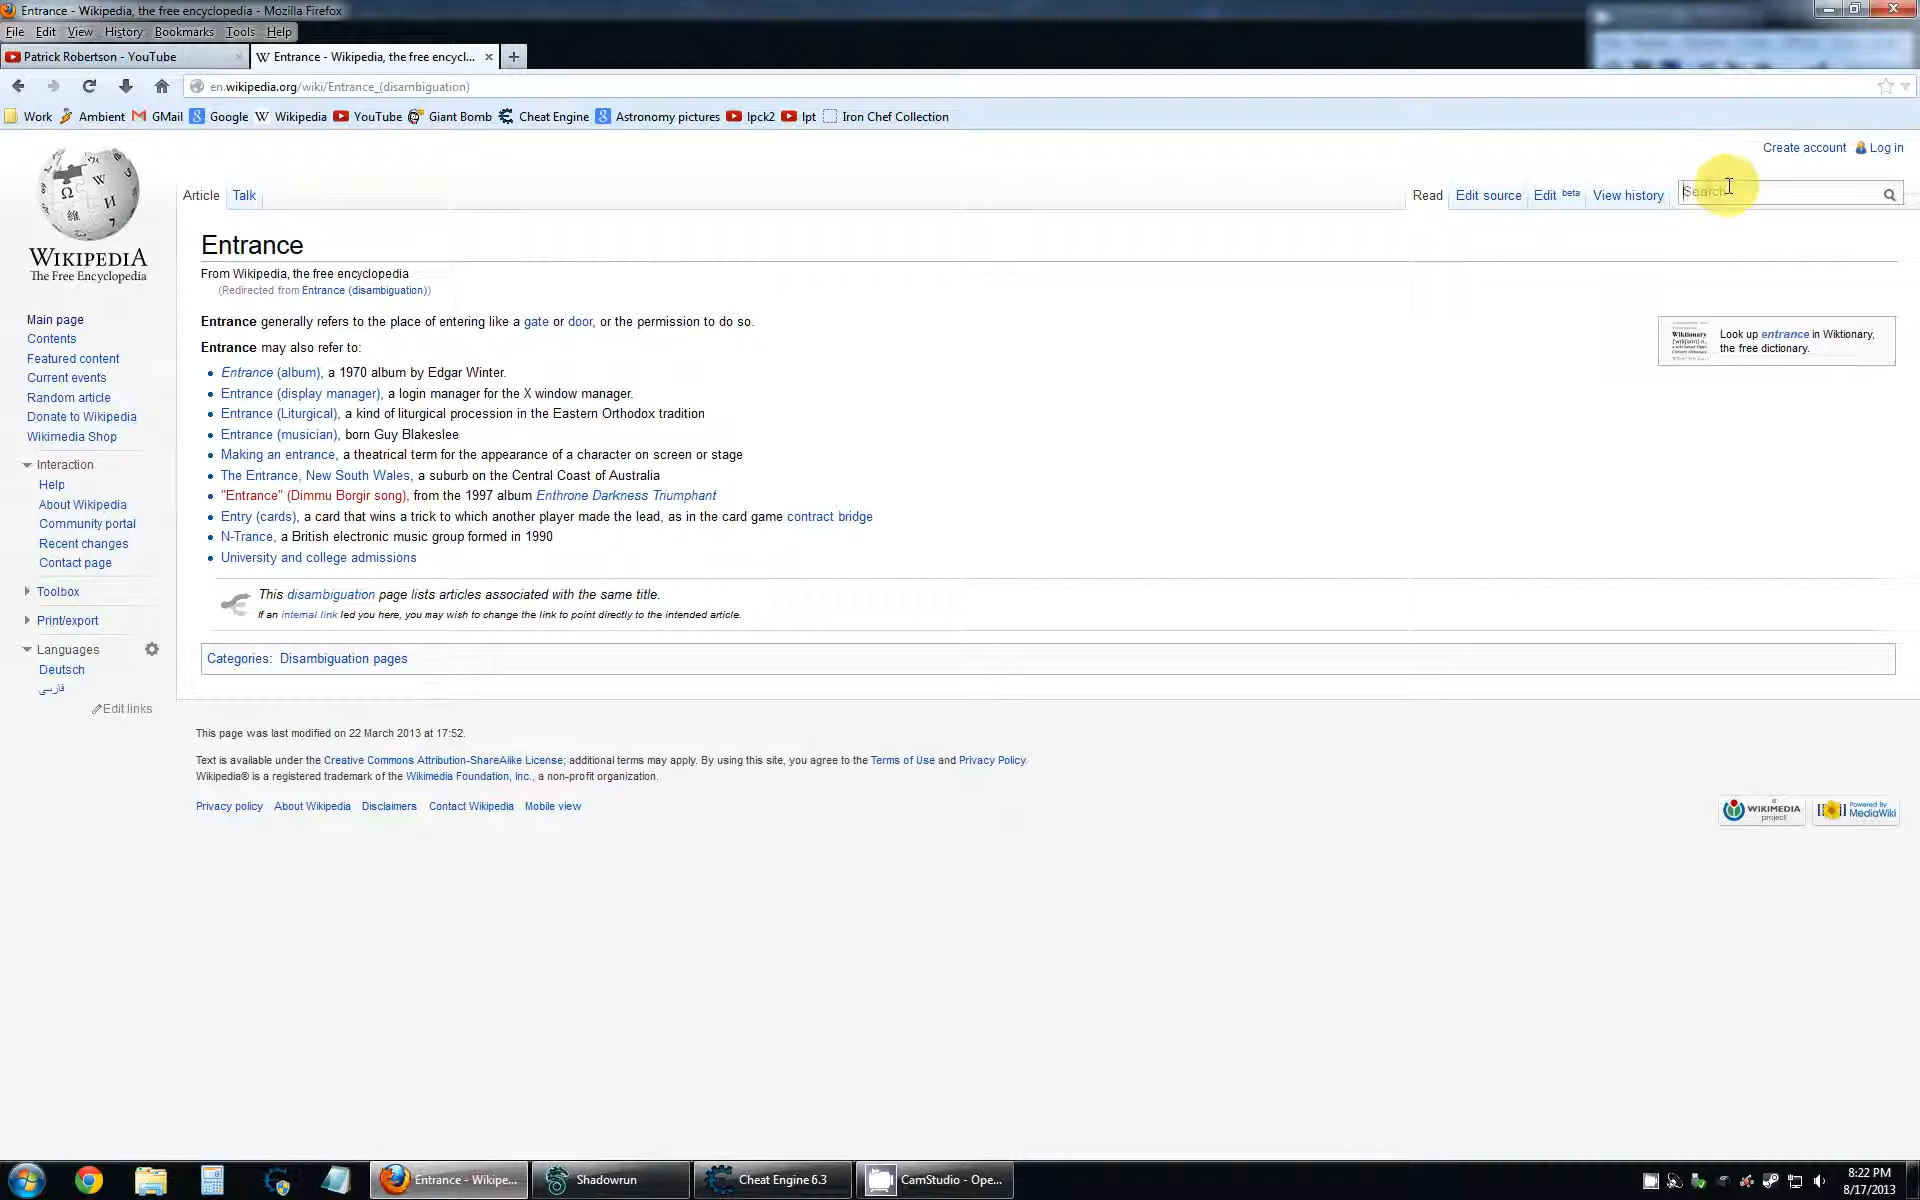 Entrance - Wikipedia, the free encyclopedia - Mozilla Firefox
File Edit View History Bookmarks Tools Help
Patrick Robertson - YouTube
W Entrance - Wikipedia, the free encycl...
en.wikipedia.org/wiki/Entrance_(disambiguation)
Work Ambient GMail Google Wikipedia YouTube Giant Bomb Cheat Engine Astronomy pictures lpck2 lpt Iron Chef Collection
Create account Log in
Article Talk Read Edit source Edit beta View history Search
WIKIPEDIA
The Free Encyclopedia
Main page
Contents
Featured content
Current events
Random article
Donate to Wikipedia
Wikimedia Shop
Interaction
Help
About Wikipedia
Community portal
Recent changes
Contact page
Toolbox
Print/export
Languages
Deutsch
فارسی
Edit links
Entrance
From Wikipedia, the free encyclopedia
(Redirected from Entrance (disambiguation))
Entrance generally refers to the place of entering like a gate or door, or the permission to do so.
Entrance may also refer to:
Entrance (album), a 1970 album by Edgar Winter.
Entrance (display manager), a login manager for the X window manager.
Entrance (Liturgical), a kind of liturgical procession in the Eastern Orthodox tradition
Entrance (musician), born Guy Blakeslee
Making an entrance, a theatrical term for the appearance of a character on screen or stage
The Entrance, New South Wales, a suburb on the Central Coast of Australia
"Entrance" (Dimmu Borgir song), from the 1997 album Enthrone Darkness Triumphant
Entry (cards), a card that wins a trick to which another player made the lead, as in the card game contract bridge
N-Trance, a British electronic music group formed in 1990
University and college admissions
Wiktionary
Look up entrance in Wiktionary,
the free dictionary.
This disambiguation page lists articles associated with the same title.
If an internal link led you here, you may wish to change the link to point directly to the intended article.
Categories: Disambiguation pages
This page was last modified on 22 March 2013 at 17:52.
Text is available under the Creative Commons Attribution-ShareAlike License; additional terms may apply. By using this site, you agree to the Terms of Use and Privacy Policy.
Wikipedia® is a registered trademark of the Wikimedia Foundation, Inc., a non-profit organization.
Privacy policy About Wikipedia Disclaimers Contact Wikipedia Mobile view
a WIKIMEDIA project
Powered By MediaWiki
Entrance - Wikipe... Shadowrun Cheat Engine 6.3 CamStudio - Ope...
8:22 PM
8/17/2013